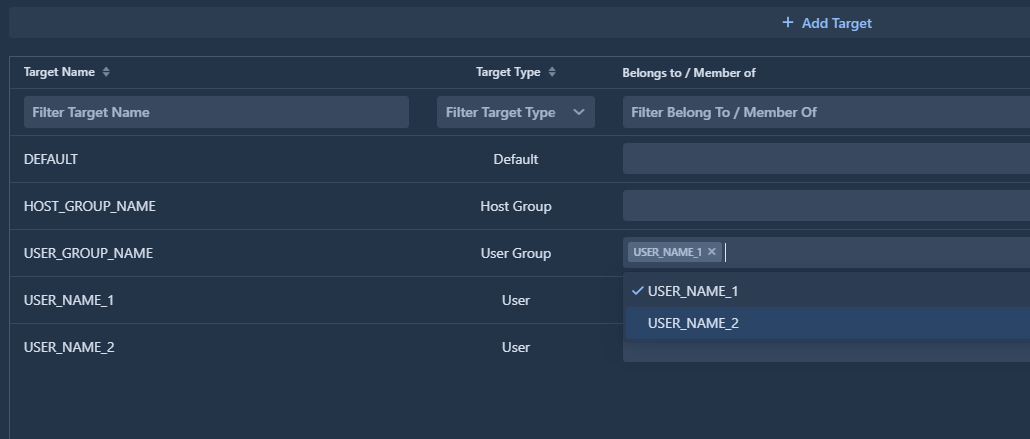 + Add Target
Target Name Target Type Belongs to / Member of
Filter Target Name Filter Target Type Filter Belong To / Member Of
DEFAULT Default
HOST_GROUP_NAME Host Group
USER_GROUP_NAME User Group USER_NAME_1 ×
USER_NAME_1 User USER_NAME_1
USER_NAME_2
USER_NAME_2 User